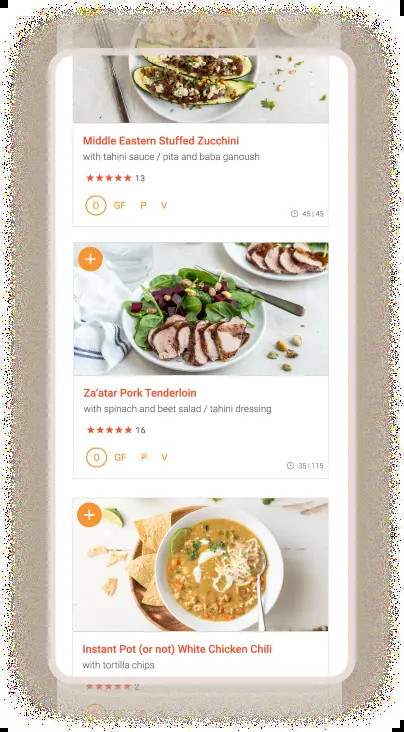 Middle Eastern Stuffed Zucchini
with tahini sauce / pita and baba ganoush
★★★★★ 13
O GF P V
45 | 45
+
Za'atar Pork Tenderloin
with spinach and beet salad / tahini dressing
★★★★★ 16
O GF P V
35 | 115
+
Instant Pot (or not) White Chicken Chili
with tortilla chips
★★★★★ 2